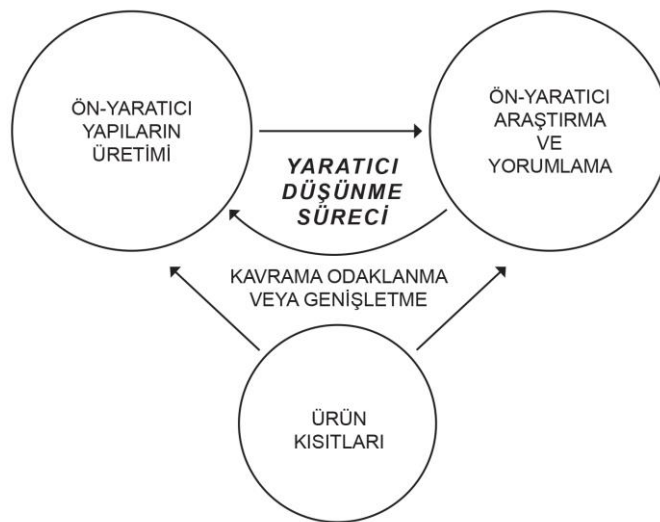 ÖN-YARATICI
YAPILARIN
ÜRETİMİ
ÖN-YARATICI
ARAŞTIRMA
VE
YORUMLAMA
YARATICI
DÜŞÜNME
SÜRECİ
KAVRAMA ODAKLANMA
VEYA GENİŞLETME
ÜRÜN
KISITLARI